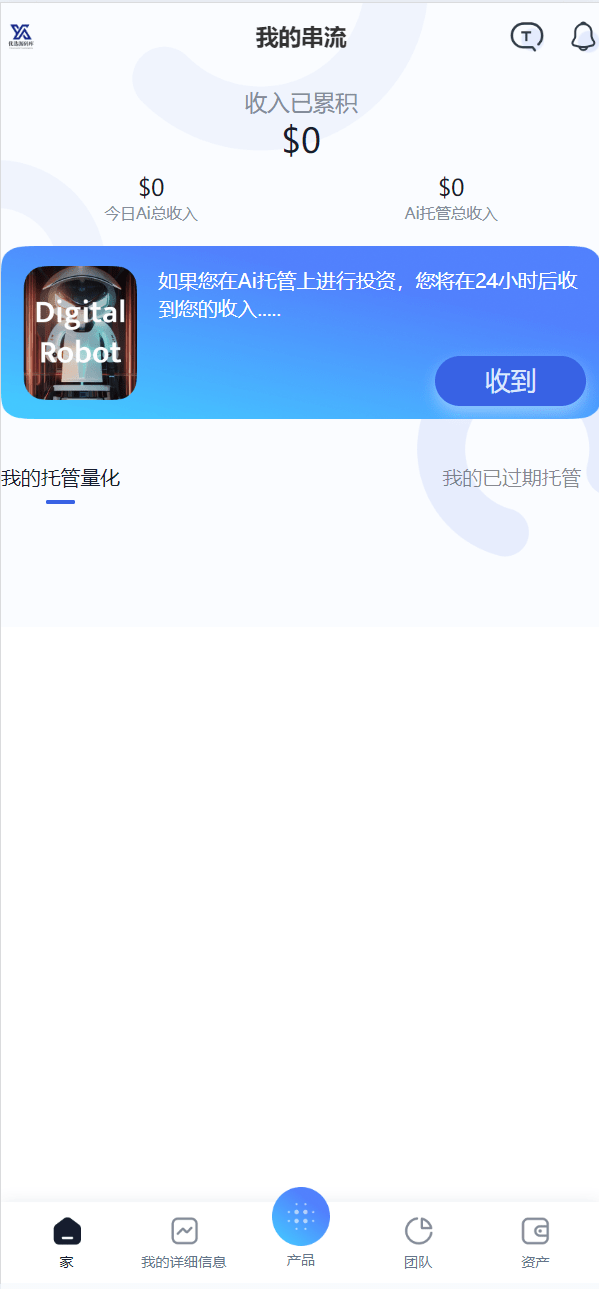 优选源码库
我的串流
T
收入已累积
$0
$0
$0
今日Ai总收入
Ai托管总收入
Digital
Robot
如果您在Ai托管上进行投资，您将在24小时后收
到您的收入.....
收到
我的托管量化
我的已过期托管
家
我的详细信息
产品
团队
资产